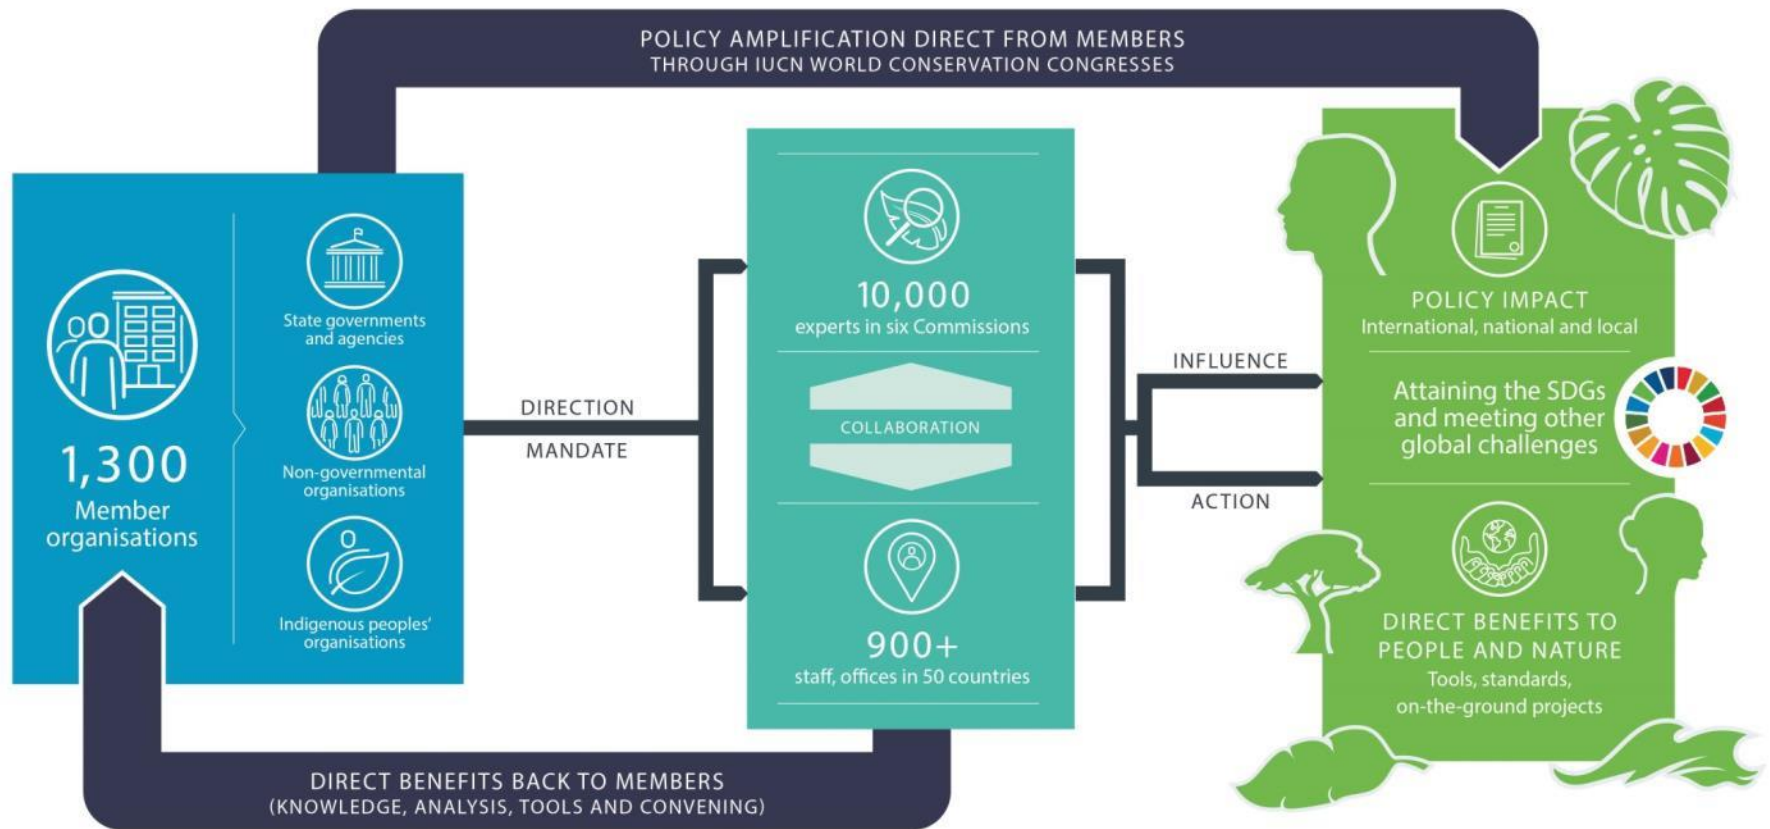 POLICY AMPLIFICATION DIRECT FROM MEMBERS
THROUGH IUCN WORLD CONSERVATION CONGRESSES
1,300
Member
organisations
State governments
and agencies
Non-governmental
organisations
Indigenous peoples'
organisations
DIRECTION
MANDATE
10,000
experts in six Commissions
COLLABORATION
900+
staff, offices in 50 countries
INFLUENCE
ACTION
POLICY IMPACT
International, national and local
Attaining the SDGs
and meeting other
global challenges
DIRECT BENEFITS TO
PEOPLE AND NATURE
Tools, standards,
on-the-ground projects
DIRECT BENEFITS BACK TO MEMBERS
(KNOWLEDGE, ANALYSIS, TOOLS AND CONVENING)